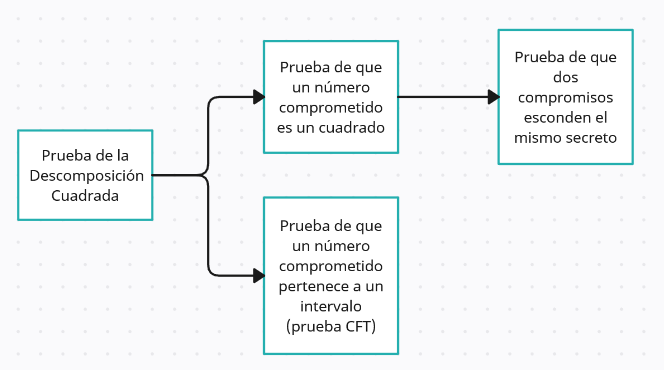 Prueba de la
Descomposición
Cuadrada
Prueba de que
un número
comprometido
es un cuadrado
Prueba de que
dos
compromisos
esconden el
mismo secreto
Prueba de que
un número
comprometido
pertenece a un
intervalo
(prueba CFT)